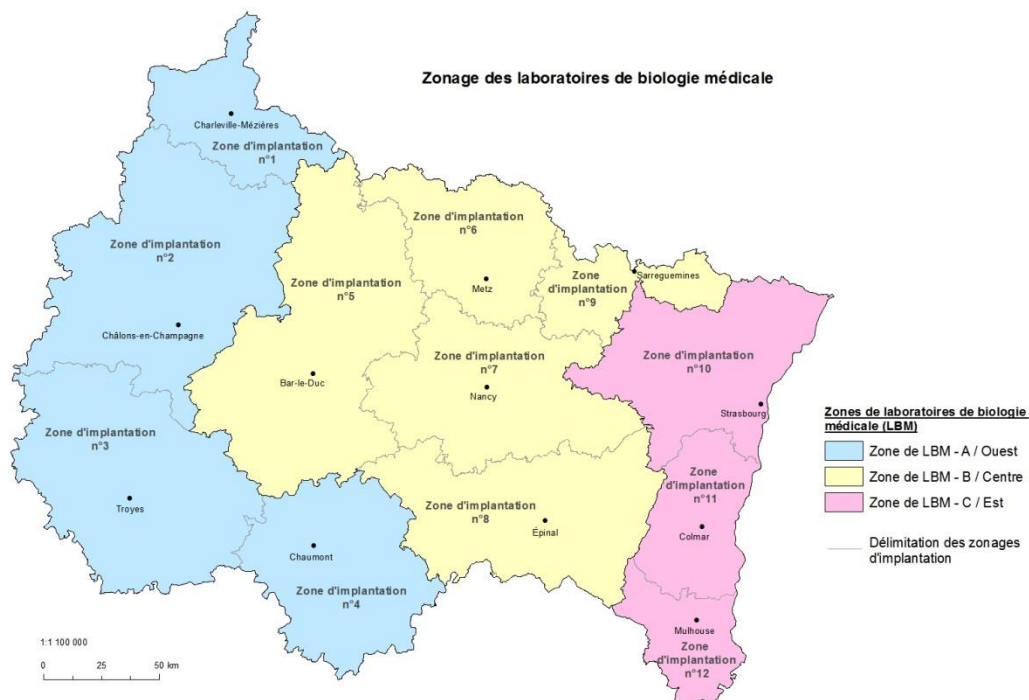 Zonage des laboratoires de biologie médicale
Charleville-Mézières
Zone d'implantation
n°1
Zone d'implantation
n°2
Châlons-en-Champagne
Zone d'implantation
n°3
Troyes
Chaumont
Zone d'implantation
n°4
Zone d'implantation
n°5
Bar-le-Duc
Zone d'implantation
n°6
Metz
Zone d'implantation
n°7
Nancy
Zone d'implantation
n°8
Épinal
Zone
d'implantation
n°9
Sarreguemines
Zone d'implantation
n°10
Strasbourg
Zone
d'implantation
n°11
Colmar
Mulhouse
Zone
d'implantation
n°12
Zones de laboratoires de biologie
médicale (LBM)
Zone de LBM - A / Ouest
Zone de LBM - B / Centre
Zone de LBM - C / Est
Délimitation des zonages
d'implantation
1:1 100 000
0 25 50 km